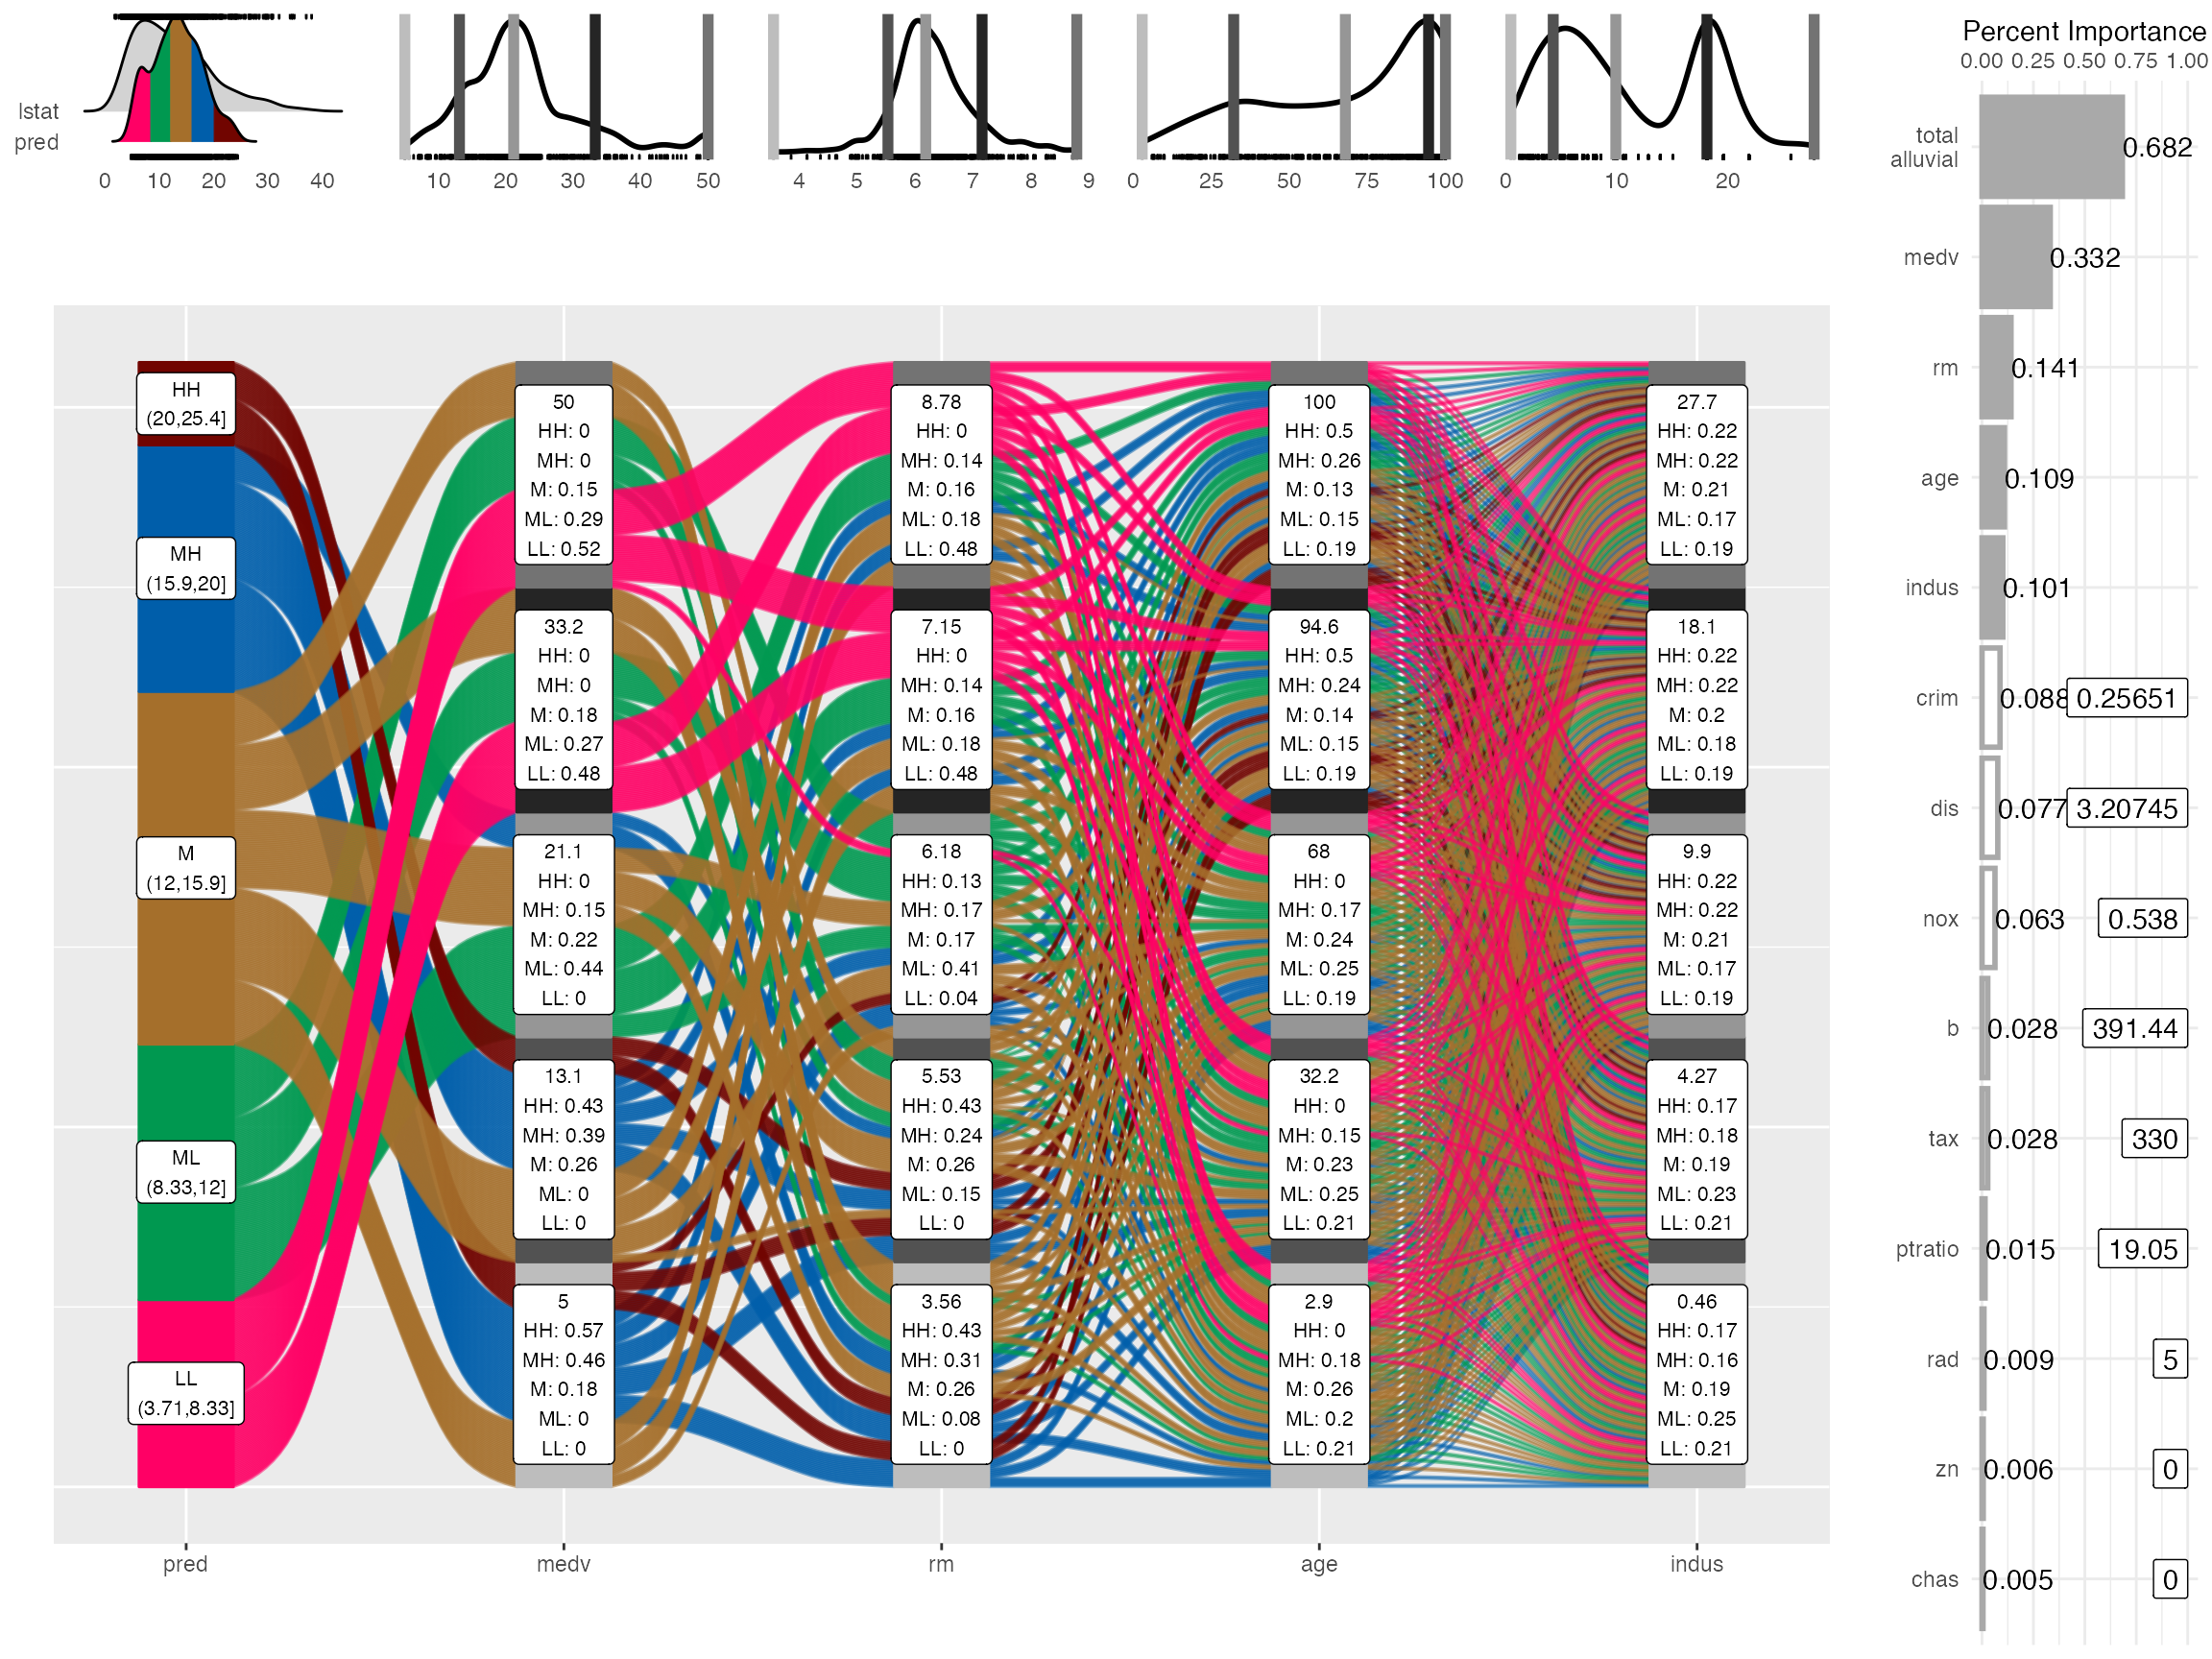 lstat
pred
0 10 20 30 40
10 20 30 40 50
4 5 6 7 8 9
0 25 50 75 100
0 10 20
Percent Importance
0.00 0.25 0.50 0.75 1.00
HH
(20,25.4]
MH
(15.9,20]
M
(12,15.9]
ML
(8.33,12]
LL
(3.71,8.33]
50
HH: 0
MH: 0
M: 0.15
ML: 0.29
LL: 0.52
33.2
HH: 0
MH: 0
M: 0.18
ML: 0.27
LL: 0.48
21.1
HH: 0
MH: 0.15
M: 0.22
ML: 0.44
LL: 0
13.1
HH: 0.43
MH: 0.39
M: 0.26
ML: 0
LL: 0
5
HH: 0.57
MH: 0.46
M: 0.18
ML: 0
LL: 0
8.78
HH: 0
MH: 0.14
M: 0.16
ML: 0.18
LL: 0.48
7.15
HH: 0
MH: 0.14
M: 0.16
ML: 0.18
LL: 0.48
6.18
HH: 0.13
MH: 0.17
M: 0.17
ML: 0.41
LL: 0.04
5.53
HH: 0.43
MH: 0.24
M: 0.26
ML: 0.15
LL: 0
3.56
HH: 0.43
MH: 0.31
M: 0.26
ML: 0.08
LL: 0
100
HH: 0.5
MH: 0.26
M: 0.13
ML: 0.15
LL: 0.19
94.6
HH: 0.5
MH: 0.24
M: 0.14
ML: 0.15
LL: 0.19
68
HH: 0
MH: 0.17
M: 0.24
ML: 0.25
LL: 0.19
32.2
HH: 0
MH: 0.15
M: 0.23
ML: 0.25
LL: 0.21
2.9
HH: 0
MH: 0.18
M: 0.26
ML: 0.2
LL: 0.21
27.7
HH: 0.22
MH: 0.22
M: 0.21
ML: 0.17
LL: 0.19
18.1
HH: 0.22
MH: 0.22
M: 0.2
ML: 0.18
LL: 0.19
9.9
HH: 0.22
MH: 0.22
M: 0.21
ML: 0.17
LL: 0.19
4.27
HH: 0.17
MH: 0.18
M: 0.19
ML: 0.23
LL: 0.21
0.46
HH: 0.17
MH: 0.16
M: 0.19
ML: 0.25
LL: 0.21
pred medv rm age indus
total
alluvial 0.682
medv 0.332
rm 0.141
age 0.109
indus 0.101
crim 0.088 0.25651
dis 0.077 3.20745
nox 0.063 0.538
b 0.028 391.44
tax 0.028 330
ptratio 0.015 19.05
rad 0.009 5
zn 0.006 0
chas 0.005 0